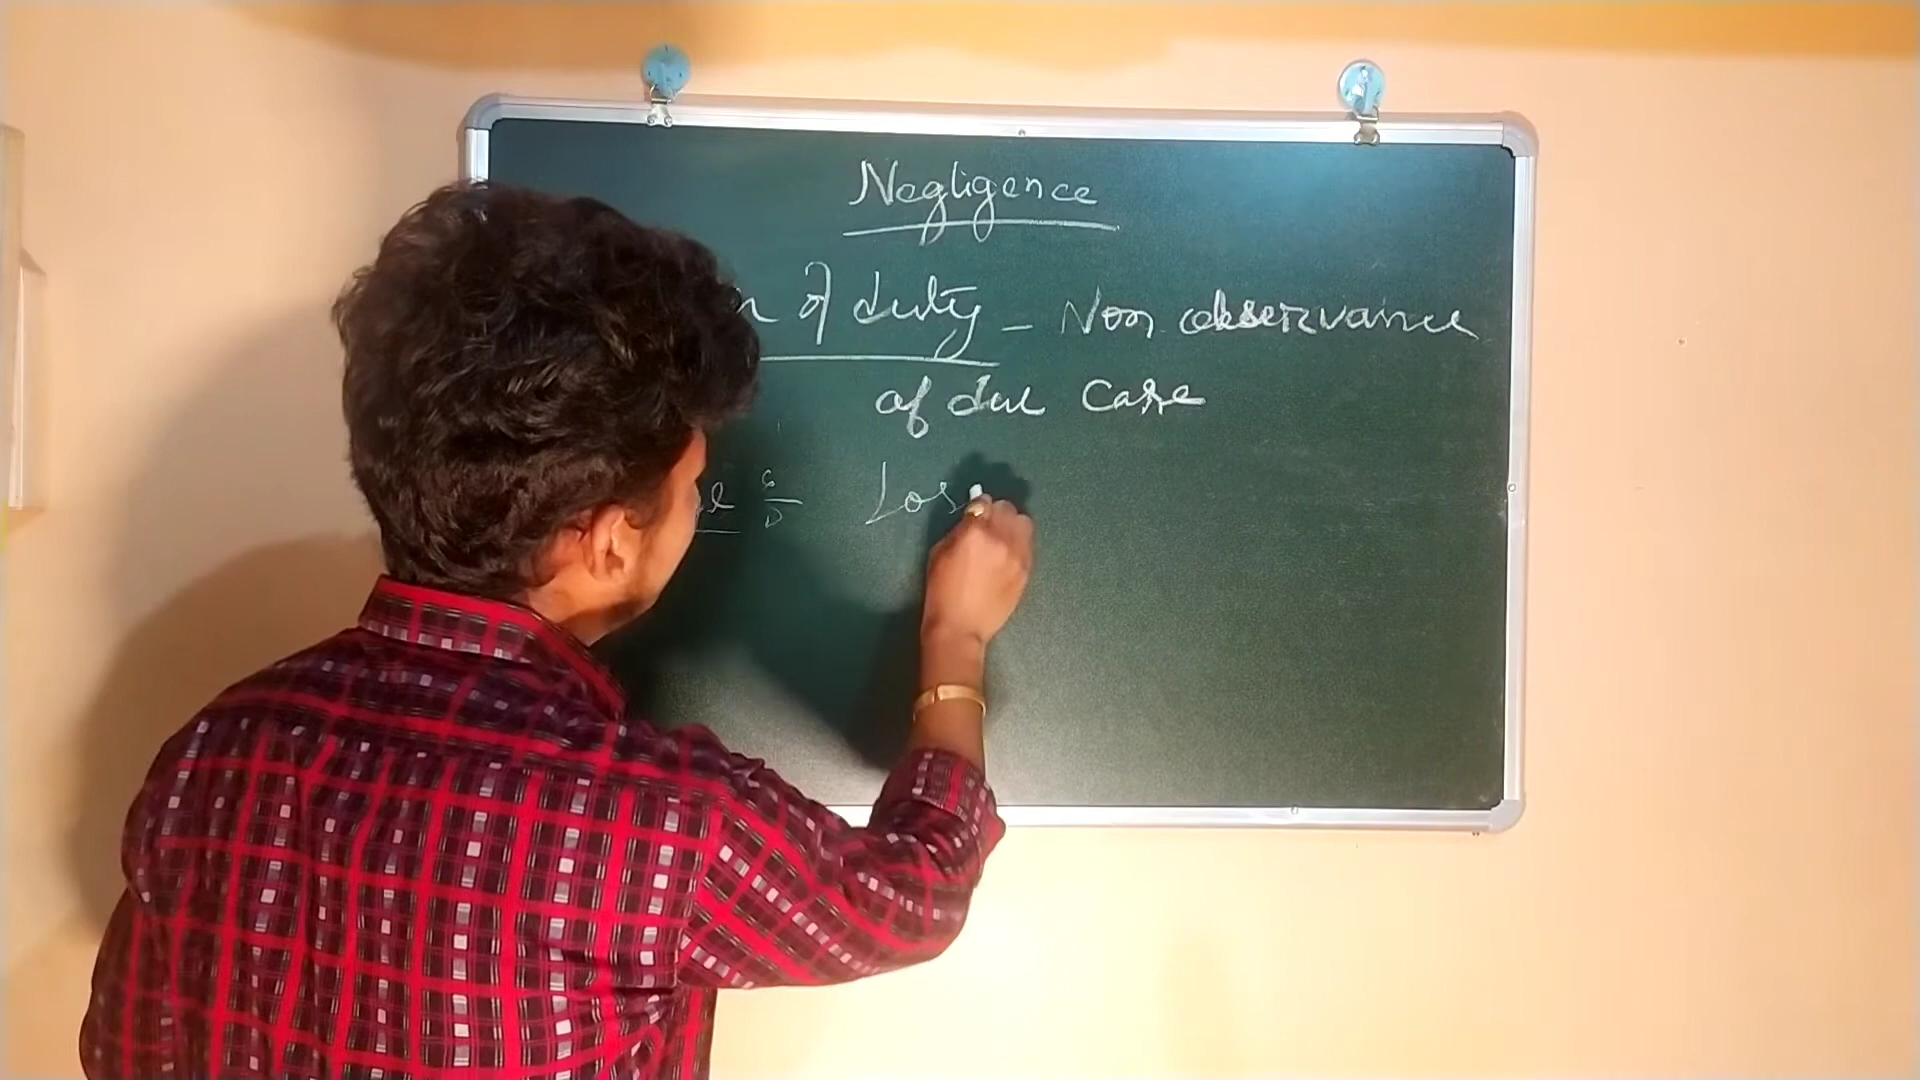 Negligence
of duty - Non observance
of due care
Los